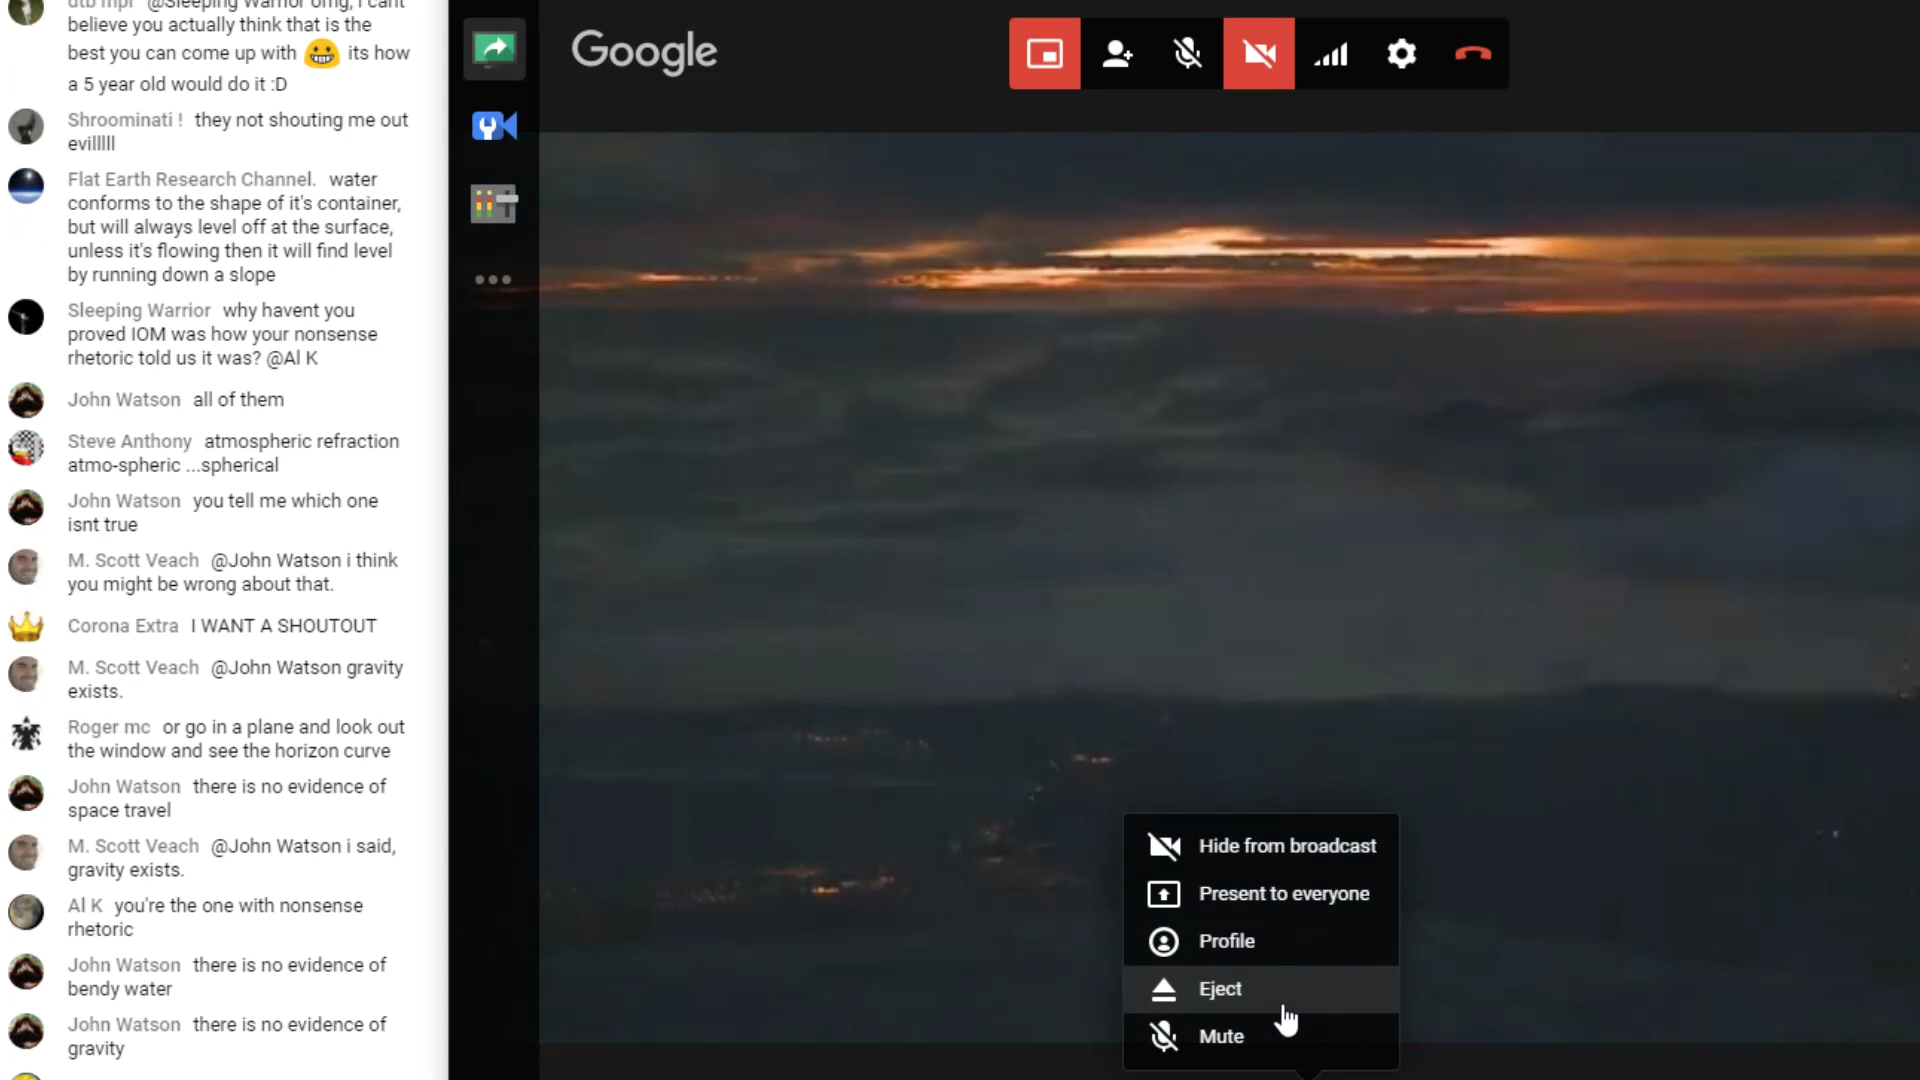 dtb mpr @Sleeping Warrior omg, i cant
believe you actually think that is the
best you can come up with 😀 its how
a 5 year old would do it :D
Shroominati ! they not shouting me out
evilllll
Flat Earth Research Channel. water
conforms to the shape of it's container,
but will always level off at the surface,
unless it's flowing then it will find level
by running down a slope
Sleeping Warrior why havent you
proved IOM was how your nonsense
rhetoric told us it was? @Al K
John Watson all of them
Steve Anthony atmospheric refraction
atmo-spheric ...spherical
John Watson you tell me which one
isnt true
M. Scott Veach @John Watson i think
you might be wrong about that.
Corona Extra I WANT A SHOUTOUT
M. Scott Veach @John Watson gravity
exists.
Roger mc or go in a plane and look out
the window and see the horizon curve
John Watson there is no evidence of
space travel
M. Scott Veach @John Watson i said,
gravity exists.
Al K you're the one with nonsense
rhetoric
John Watson there is no evidence of
bendy water
John Watson there is no evidence of
gravity
Google
Hide from broadcast
Present to everyone
Profile
Eject
Mute